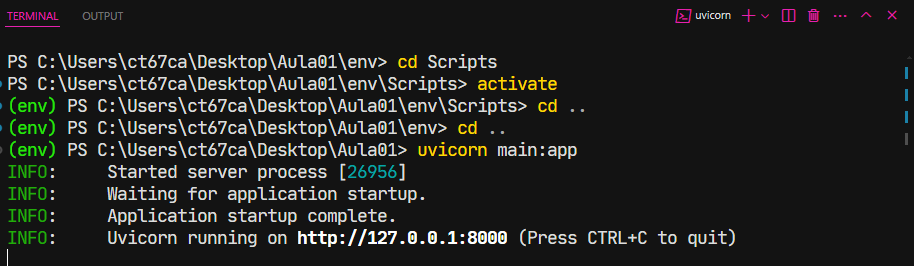 TERMINAL OUTPUT uvicorn
PS C:\Users\ct67ca\Desktop\Aula01\env> cd Scripts
PS C:\Users\ct67ca\Desktop\Aula01\env\Scripts> activate
(env) PS C:\Users\ct67ca\Desktop\Aula01\env\Scripts> cd ..
(env) PS C:\Users\ct67ca\Desktop\Aula01\env> cd ..
(env) PS C:\Users\ct67ca\Desktop\Aula01> uvicorn main:app
INFO: Started server process [26956]
INFO: Waiting for application startup.
INFO: Application startup complete.
INFO: Uvicorn running on http://127.0.0.1:8000 (Press CTRL+C to quit)